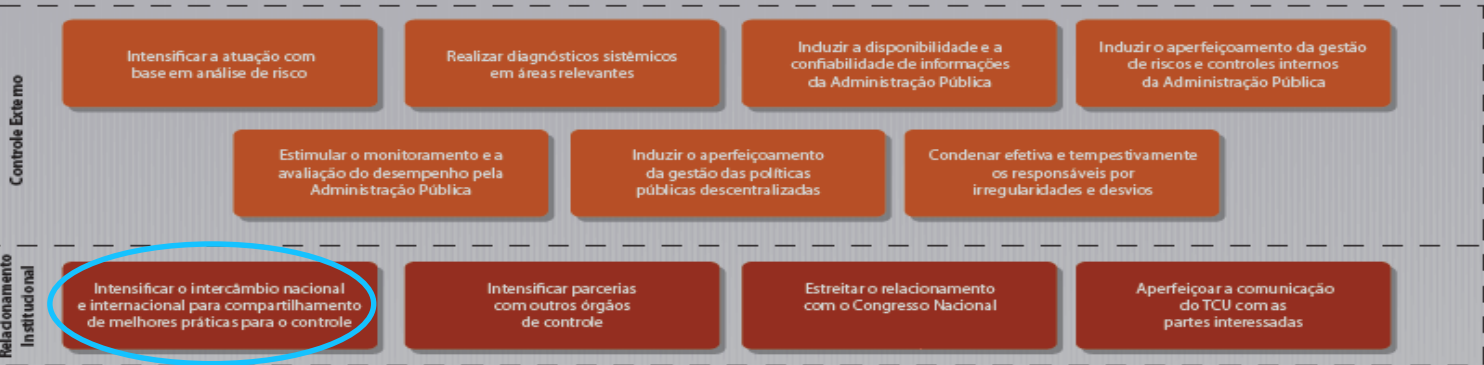 Controle Externo
Intensificar a atuação com
base em análise de risco
Realizar diagnósticos sistêmicos
em áreas relevantes
Induzir a disponibilidade e a
confiabilidade de informações
da Administração Pública
Induzir o aperfeiçoamento da gestão
de riscos e controles internos
da Administração Pública
Estimular o monitoramento e a
avaliação do desempenho pela
Administração Pública
Induzir o aperfeiçoamento
da gestão das políticas
públicas descentralizadas
Condenar efetiva e tempestivamente
os responsáveis por
irregularidades e desvios
Relacionamento
Institucional
Intensificar o intercâmbio nacional
e internacional para compartilhamento
de melhores práticas para o controle
Intensificar parcerias
com outros órgãos
de controle
Estreitar o relacionamento
com o Congresso Nacional
Aperfeiçoar a comunicação
do TCU com as
partes interessadas